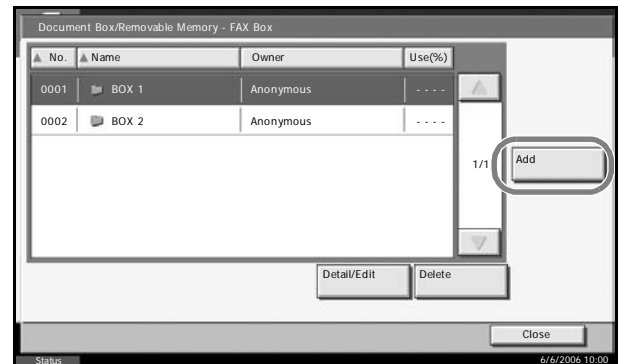 Document Box/Removable Memory - FAX Box
No. Name Owner Use(%)
0001 BOX 1 Anonymous - - - -
0002 BOX 2 Anonymous - - - -
1/1
Add
Detail/Edit Delete
Close
Status 6/6/2006 10:00